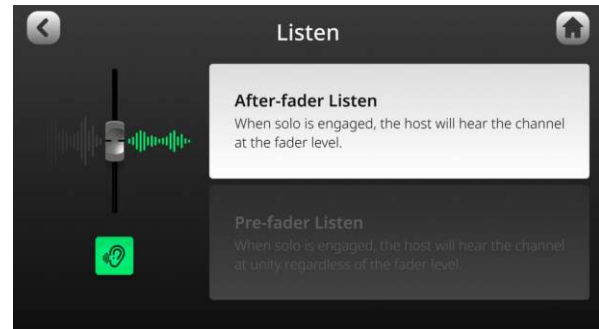 Listen
After-fader Listen
When solo is engaged, the host will hear the channel
at the fader level.
Pre-fader Listen
When solo is engaged, the host will hear the channel
at unity regardless of the fader level.